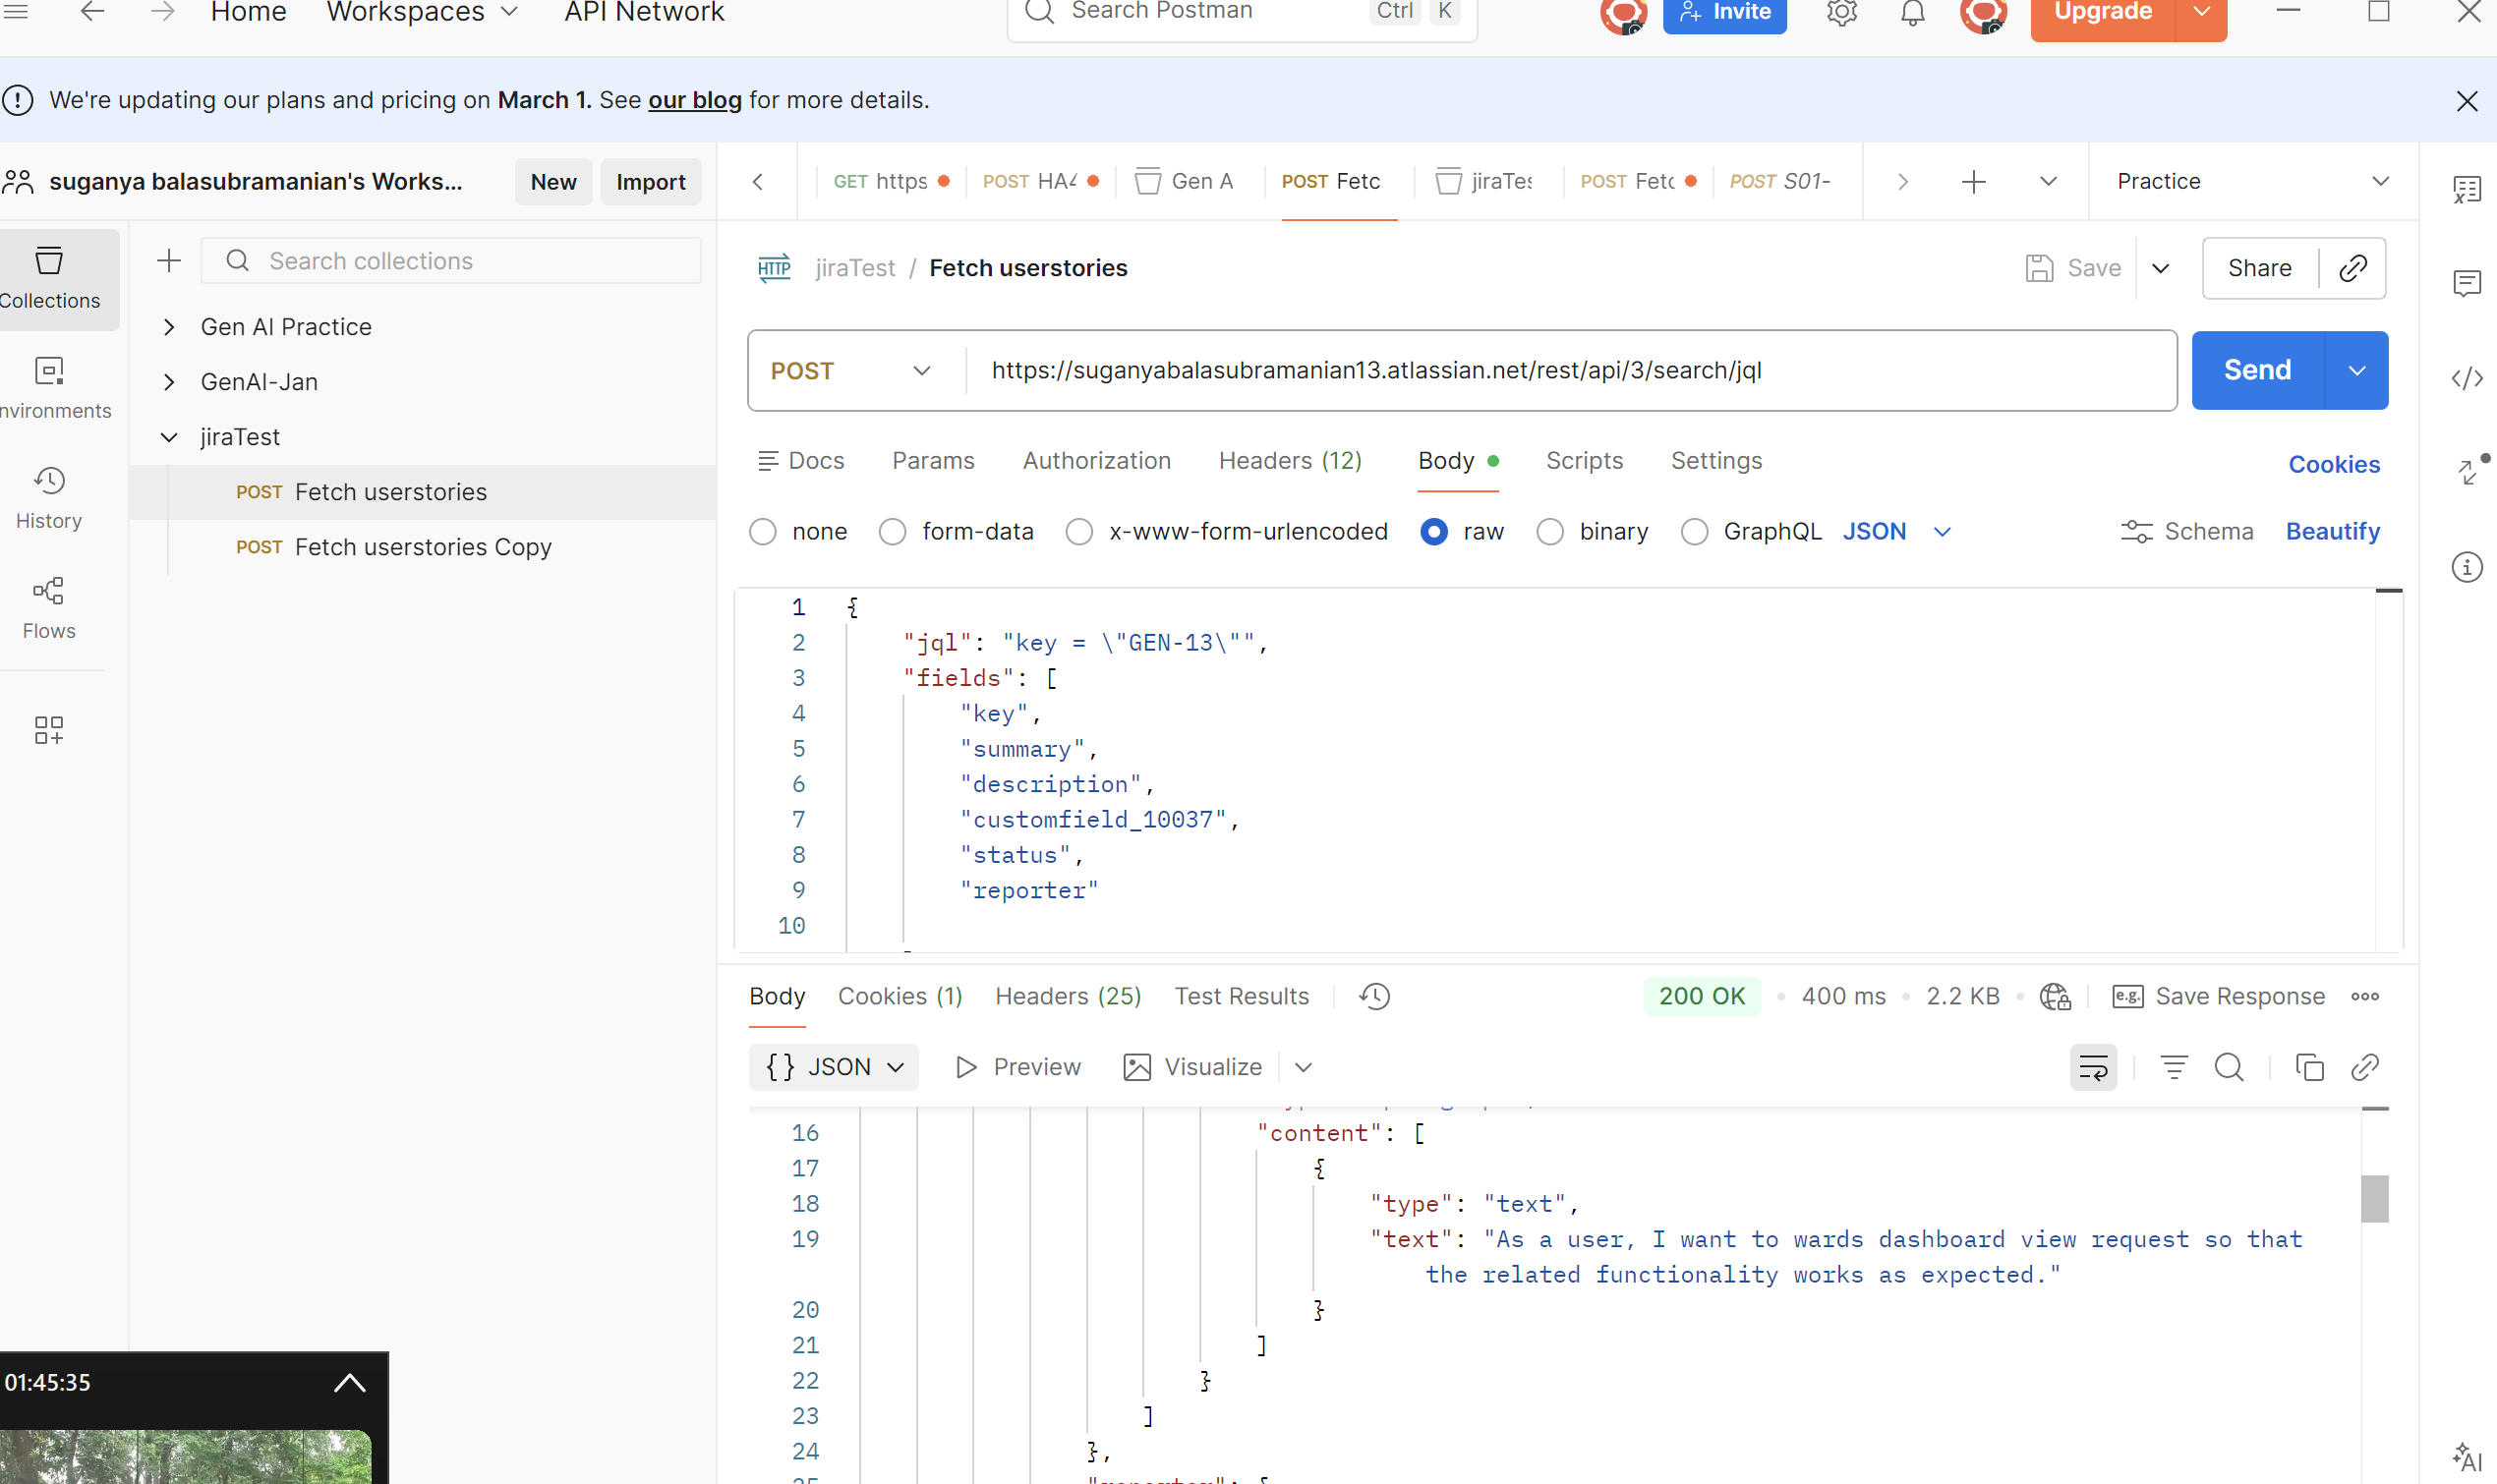 Home Workspaces API Network Search Postman Ctrl K Invite Upgrade
We're updating our plans and pricing on March 1. See our blog for more details.
suganya balasubramanian's Works... New Import
GET https POST HA4 Gen A POST Fetc jiraTes POST Fetc POST S01- Practice
Collections
Search collections
Gen AI Practice
GenAI-Jan
nvironments
jiraTest
POST Fetch userstories
History
POST Fetch userstories Copy
Flows
HTTP jiraTest / Fetch userstories Save Share
POST https://suganyabalasubramanian13.atlassian.net/rest/api/3/search/jql Send
Docs Params Authorization Headers (12) Body Scripts Settings Cookies
none form-data x-www-form-urlencoded raw binary GraphQL JSON Schema Beautify
1 {
2 "jql": "key = \"GEN-13\"",
3 "fields": [
4 "key",
5 "summary",
6 "description",
7 "customfield_10037",
8 "status",
9 "reporter"
10
Body Cookies (1) Headers (25) Test Results 200 OK 400 ms 2.2 KB e.g. Save Response
{} JSON Preview Visualize
16 "content": [
17 {
18 "type": "text",
19 "text": "As a user, I want to wards dashboard view request so that
the related functionality works as expected."
20 }
21 ]
22 }
23 ]
24 },
01:45:35
AI